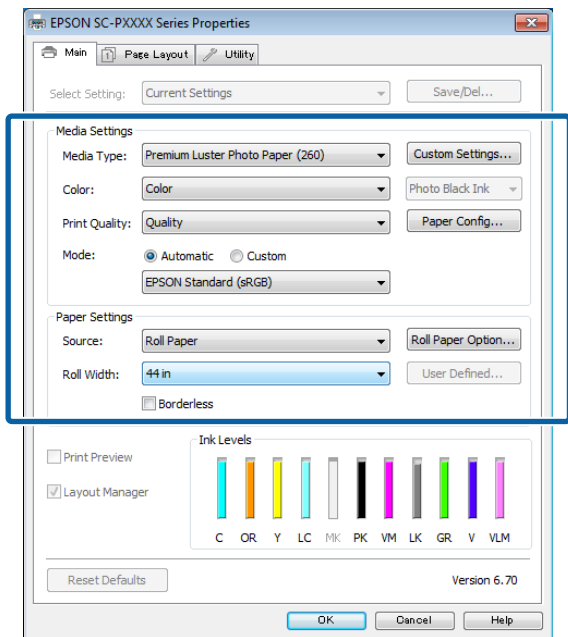 EPSON SC-PXXXX Series Properties
Main Page Layout Utility
Select Setting: Current Settings Save/Del...
Media Settings
Media Type: Premium Luster Photo Paper (260) Custom Settings...
Color: Color Photo Black Ink
Print Quality: Quality Paper Config...
Mode: Automatic Custom
EPSON Standard (sRGB)
Paper Settings
Source: Roll Paper Roll Paper Option...
Roll Width: 44 in User Defined...
Borderless
Ink Levels
Print Preview
Layout Manager
C OR Y LC MK PK VM LK GR V VLM
Reset Defaults Version 6.70
OK Cancel Help